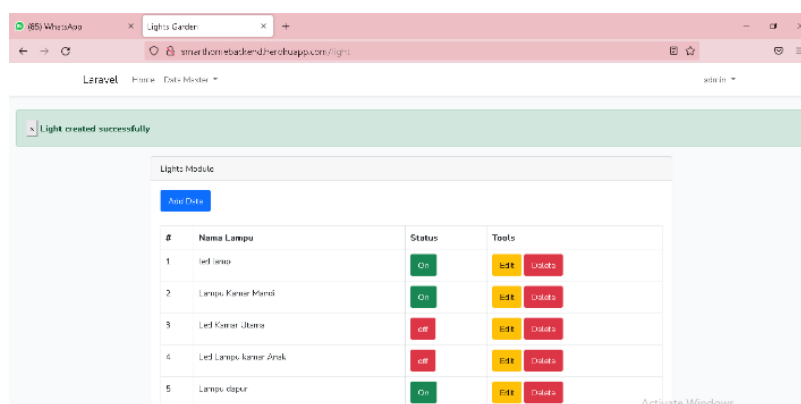 (85) WhatsApp
Lights Garden
smarthomebackend.herokuapp.com/light
Laravel Home Data Master admin
x Light created successfully
Lights Module
Add Data
# Nama Lampu Status Tools
1 led lamp On Edit Delete
2 Lampu Kamar Mandi On Edit Delete
3 Led Kamar Utama off Edit Delete
4 Led Lampu kamar Anak off Edit Delete
5 Lampu dapur On Edit Delete
Activate Windows